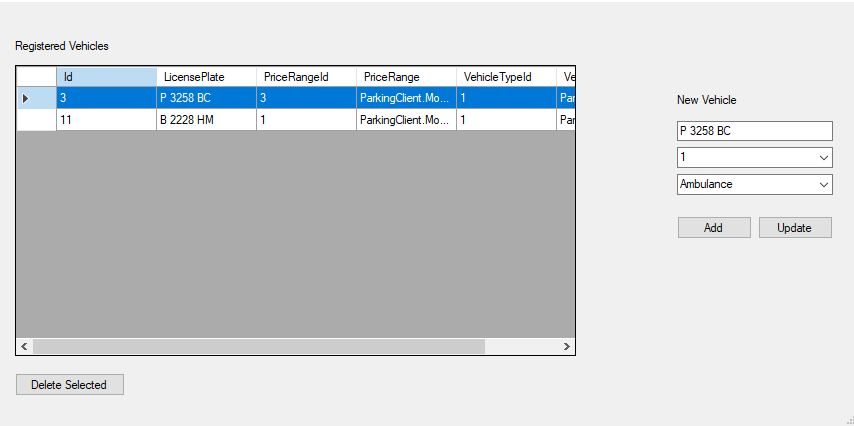 Registered Vehicles
Id LicensePlate PriceRangeId PriceRange VehicleTypeId Ve
3 P 3258 BC 3 ParkingClient.Mo... 1 Par
11 B 2228 HM 1 ParkingClient.Mo... 1 Par
New Vehicle
P 3258 BC
1
Ambulance
Add Update
Delete Selected